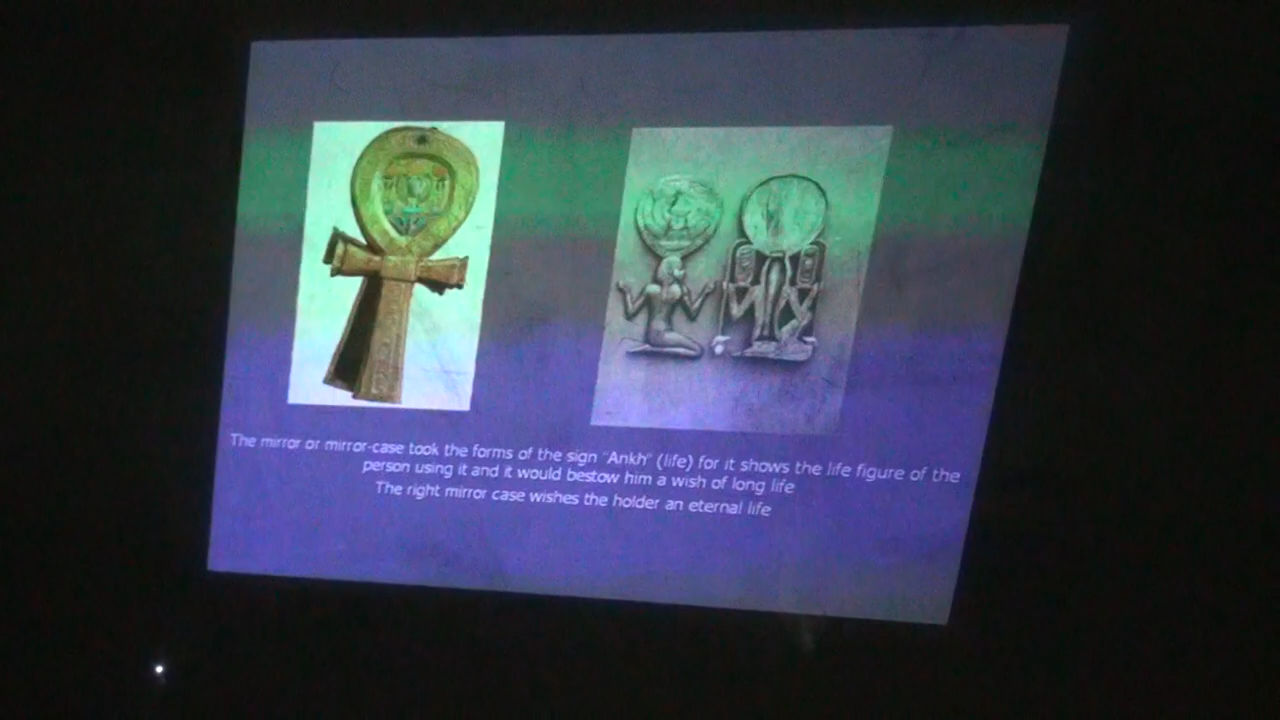 The mirror or mirror-case took the forms of the sign "Ankh" (life) for it shows the life figure of the
person using it and it would bestow him a wish of long life
The right mirror case wishes the holder an eternal life